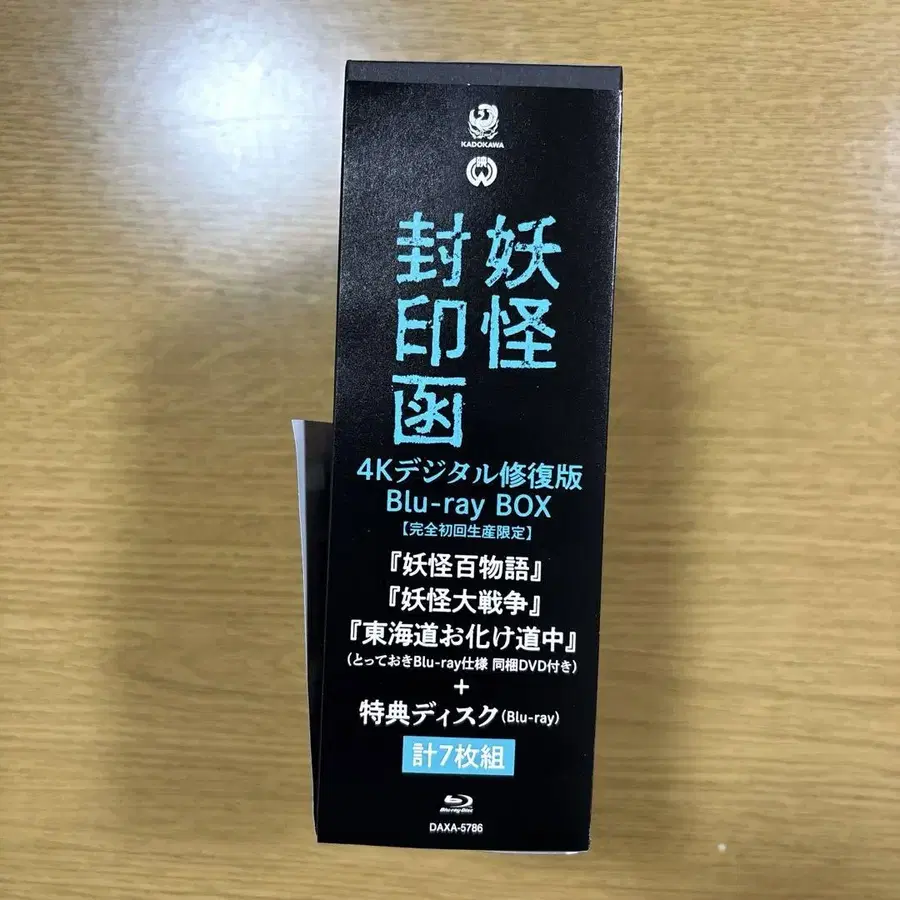 KADOKAWA
映
妖怪
封印函
4Kデジタル修復版
Blu-ray BOX
【完全初回生産限定】
『妖怪百物語』
『妖怪大戦争』
『東海道お化け道中』
(とっておきBlu-ray仕様 同梱DVD付き)
+
特典ディスク(Blu-ray)
計7枚組
Blu-ray Disc
DAXA-5786